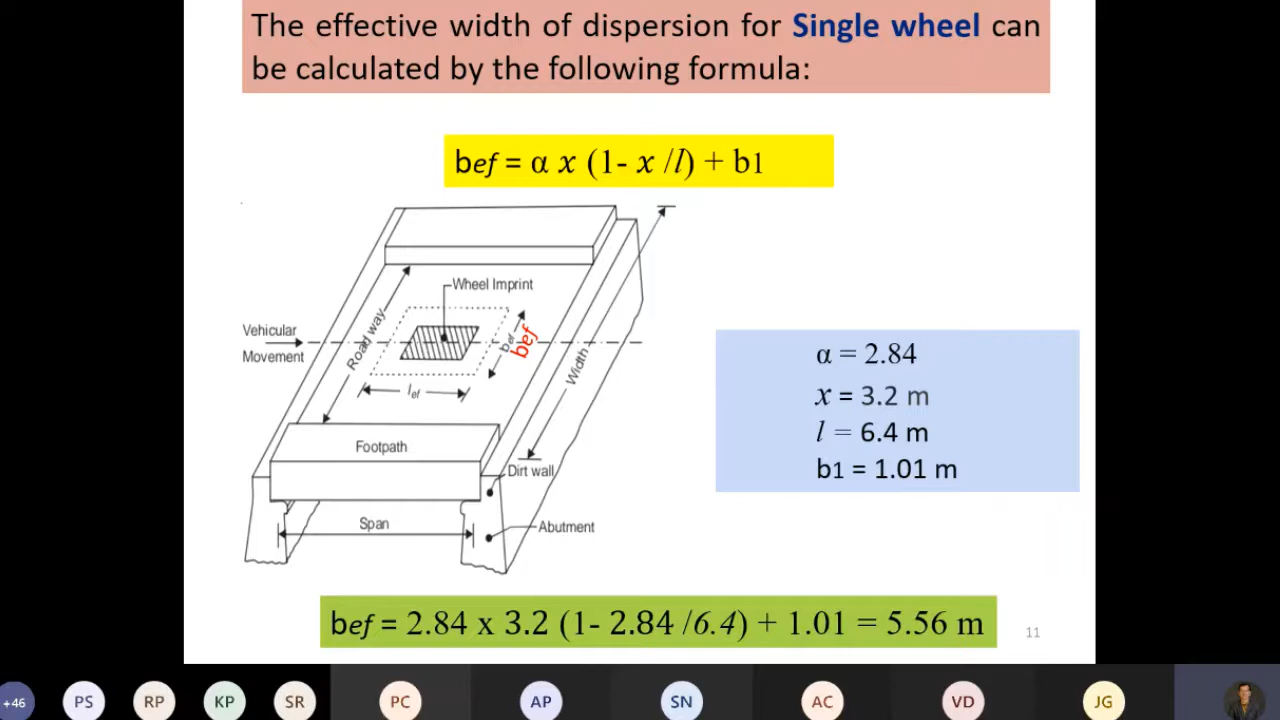 The effective width of dispersion for Single wheel can
be calculated by the following formula:
bef = α x (1- x /l) + b1
Wheel Imprint
Vehicular
Movement
Road way
bef
bef
Width
lef
Footpath
Dirt wall
Span
Abutment
α = 2.84
x = 3.2 m
l = 6.4 m
b1 = 1.01 m
bef = 2.84 x 3.2 (1- 2.84 /6.4) + 1.01 = 5.56 m
11
+46
PS
RP
KP
SR
PC
AP
SN
AC
VD
JG